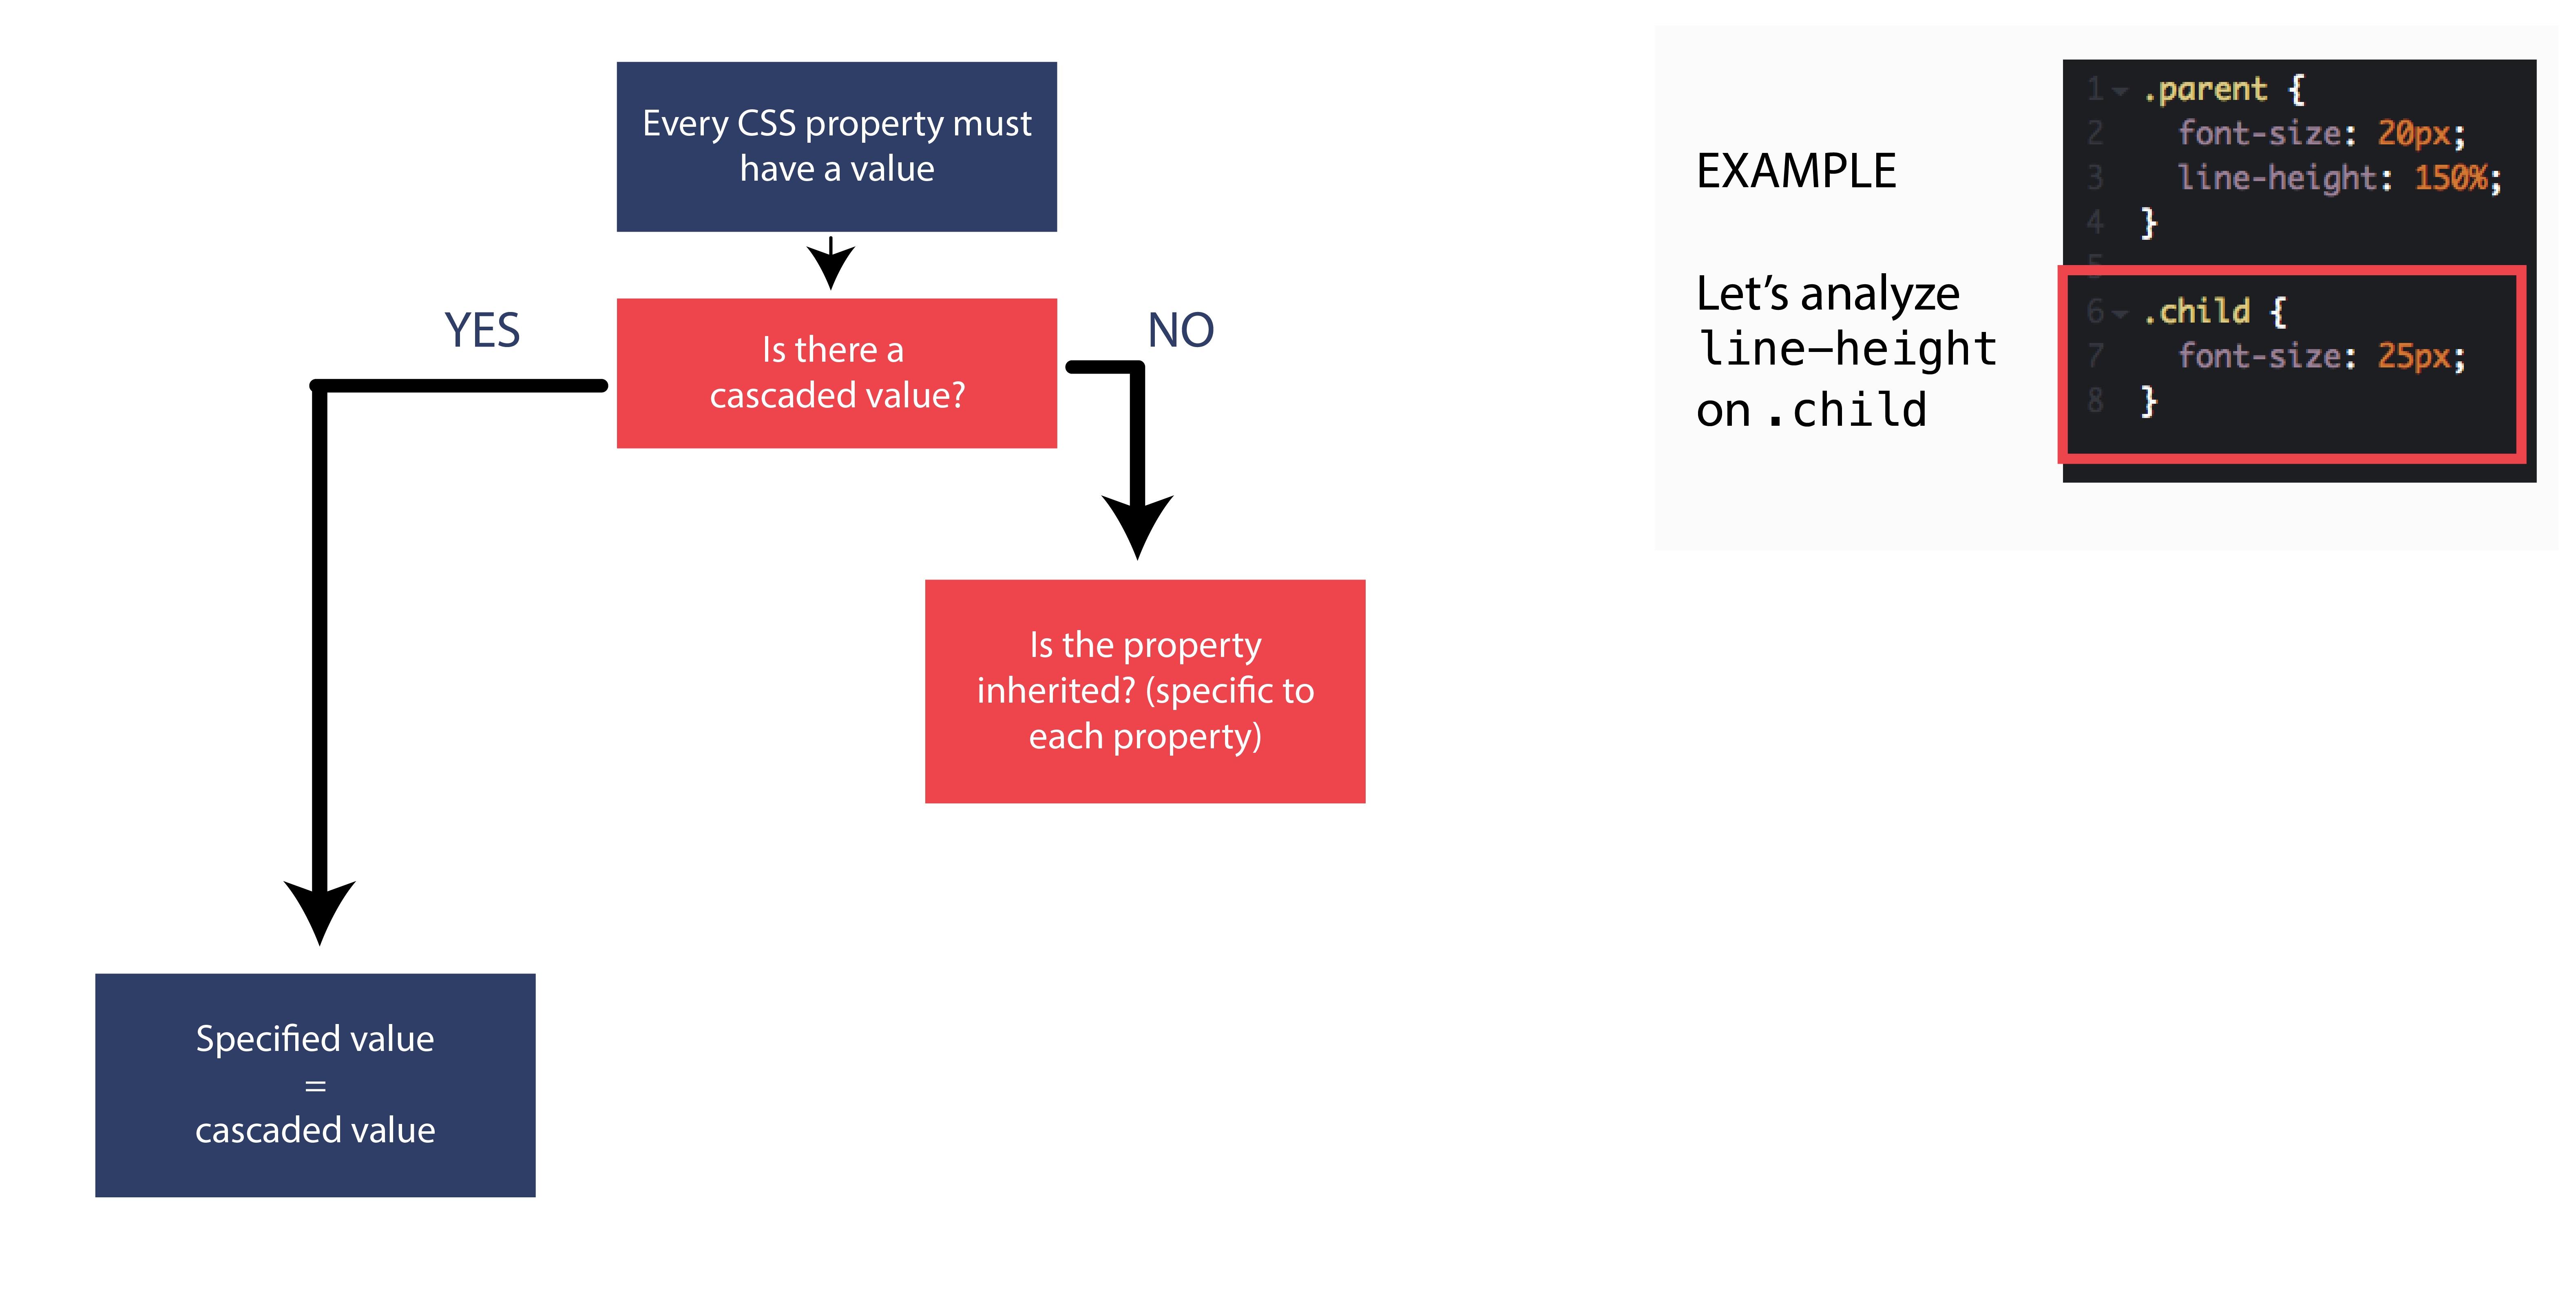 Every CSS property must
have a value
YES
Is there a
cascaded value?
NO
Is the property
inherited? (specific to
each property)
Specified value
=
cascaded value
EXAMPLE
Let’s analyze
line-height
on .child
1 .parent {
2 font-size: 20px;
3 line-height: 150%;
4 }
5
6 .child {
7 font-size: 25px;
8 }